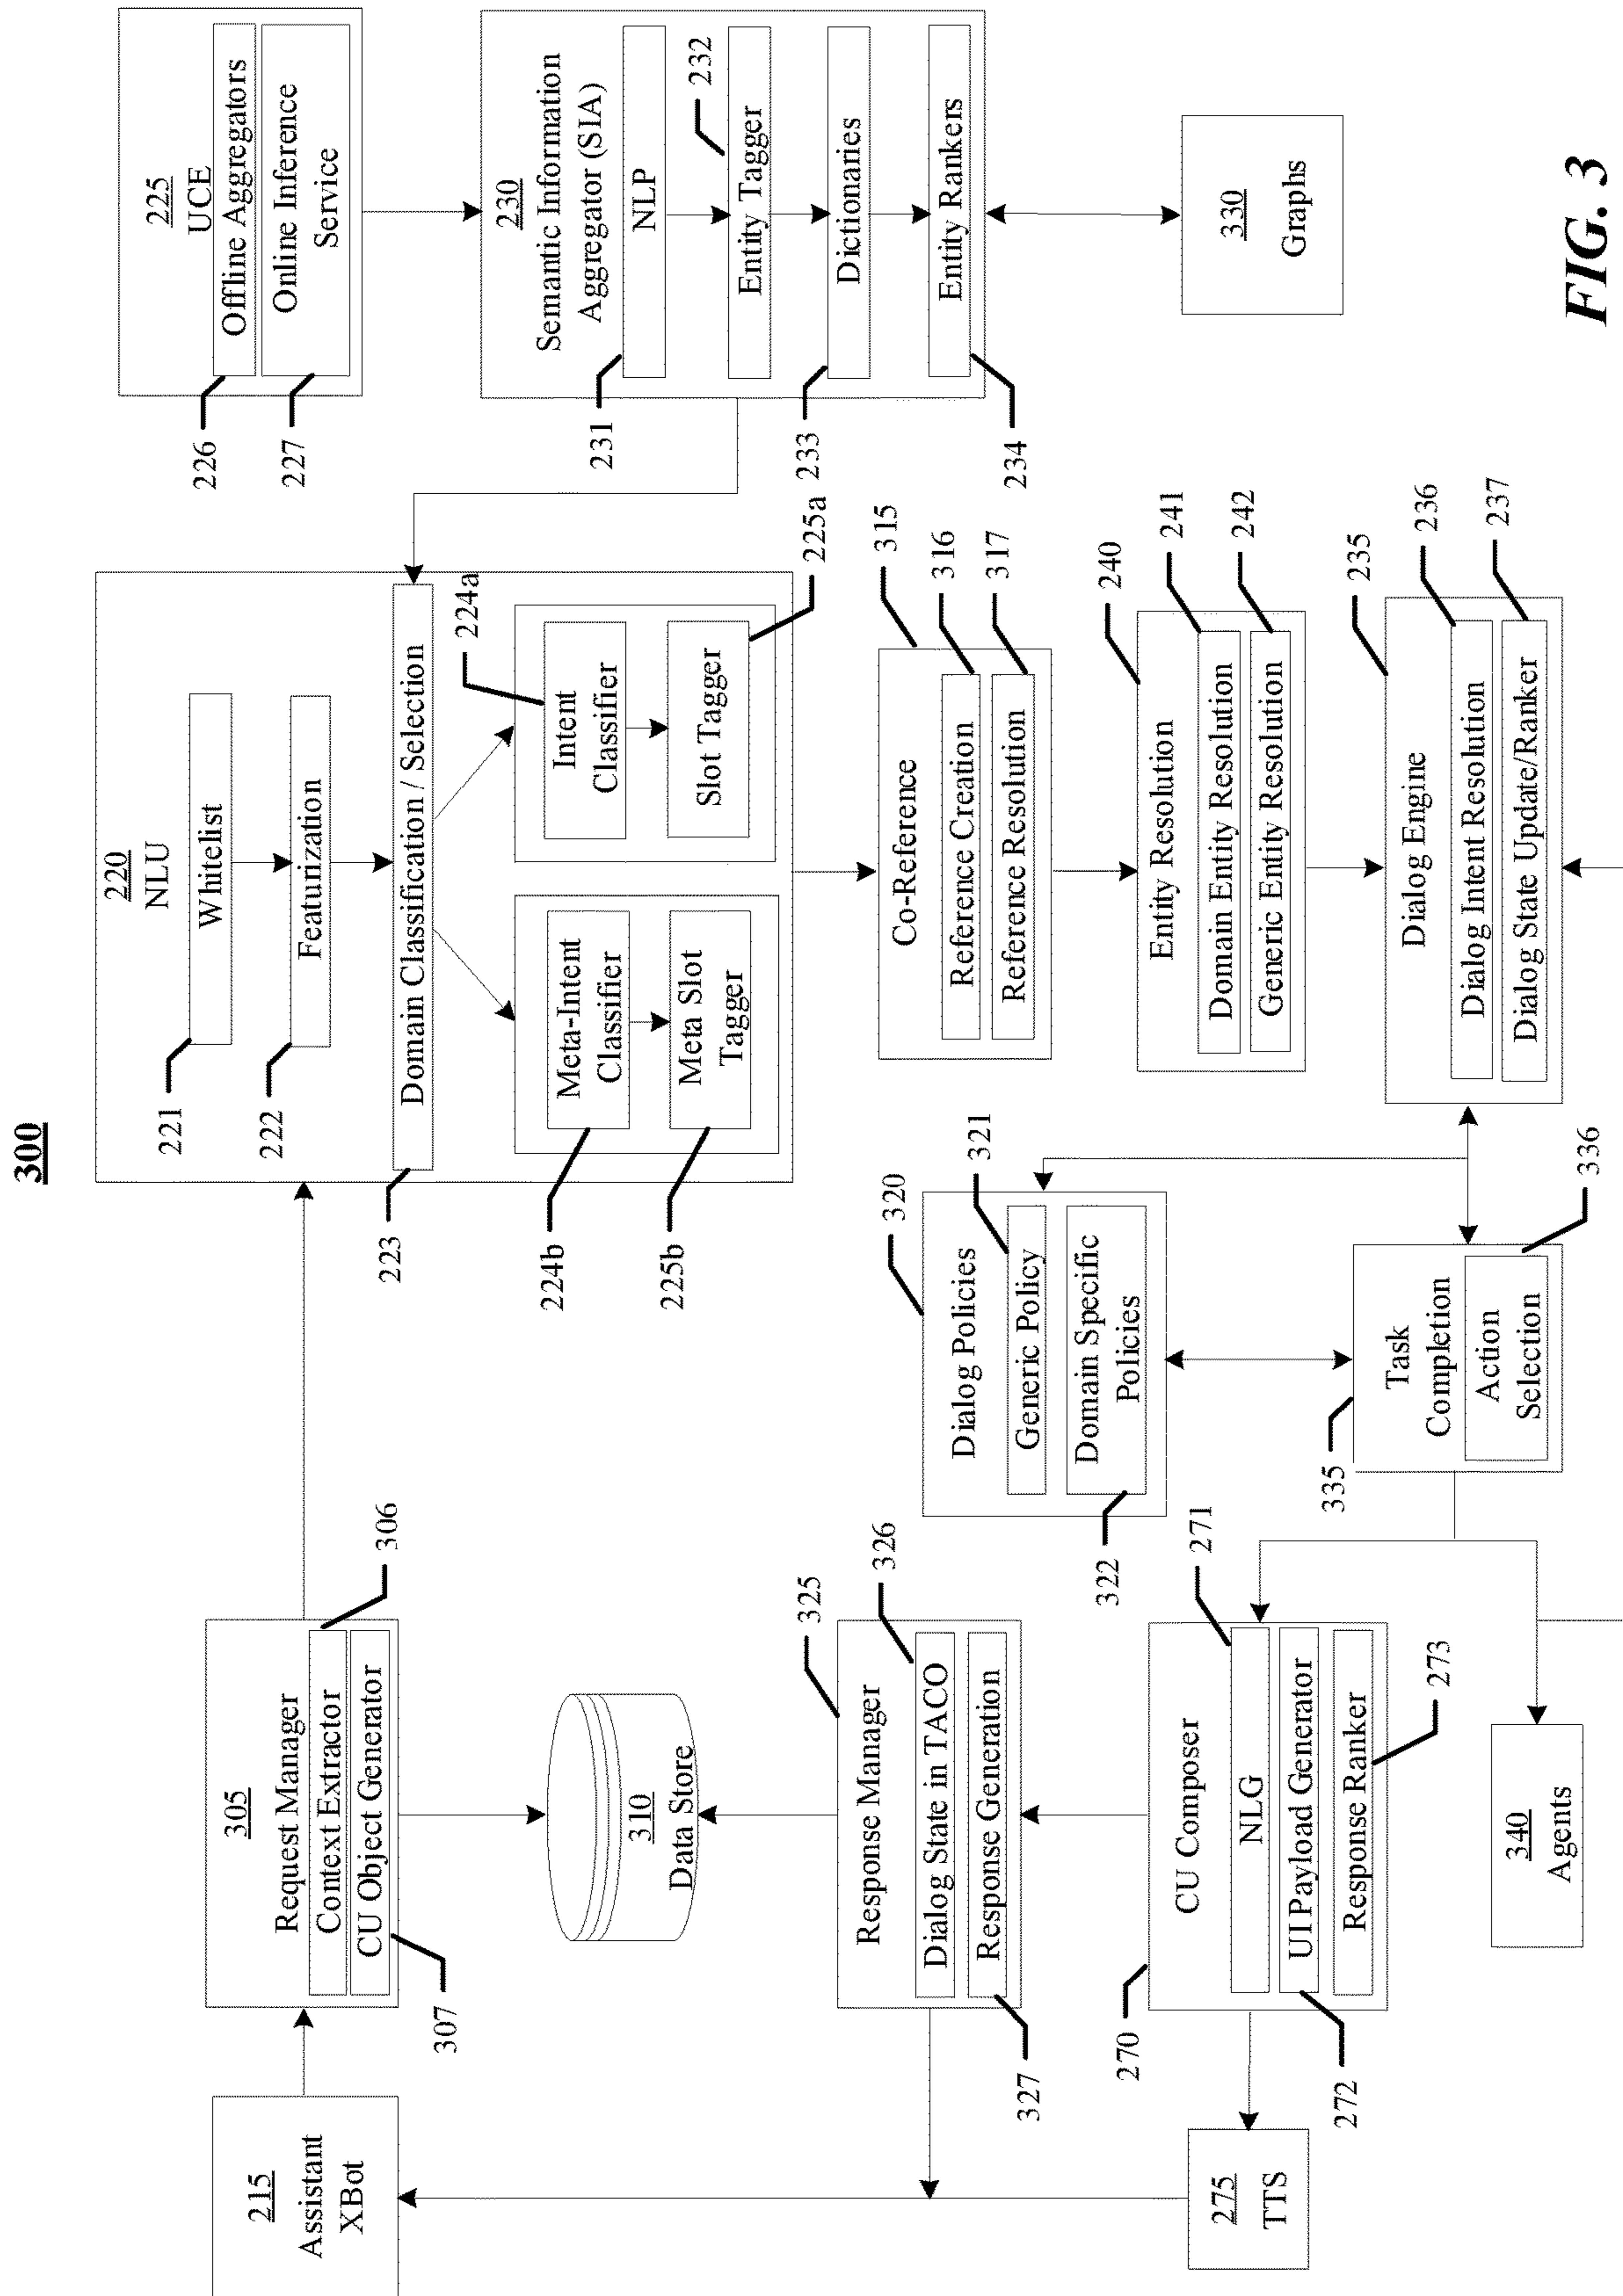 300
215
Assistant
XBot
305
Request Manager
Context Extractor
CU Object Generator
306
307
310
Data Store
220
NLU
Whitelist
221
Featurization
222
Domain Classification / Selection
223
Meta-Intent
Classifier
224b
Meta Slot
Tagger
225b
Intent
Classifier
224a
Slot Tagger
225a
225
UCE
Offline Aggregators
Online Inference
Service
226
227
230
Semantic Information
Aggregator (SIA)
NLP
231
Entity Tagger
232
Dictionaries
233
Entity Rankers
234
330
Graphs
Co-Reference
315
Reference Creation
316
Reference Resolution
317
Entity Resolution
240
Domain Entity Resolution
241
Generic Entity Resolution
242
Dialog Engine
235
Dialog Intent Resolution
236
Dialog State Update/Ranker
237
Dialog Policies
320
Generic Policy
321
Domain Specific
Policies
322
Task
Completion
335
Action
Selection
336
Response Manager
325
Dialog State in TACO
326
Response Generation
327
CU Composer
270
NLG
271
UI Payload Generator
272
Response Ranker
273
275
TTS
340
Agents
FIG. 3